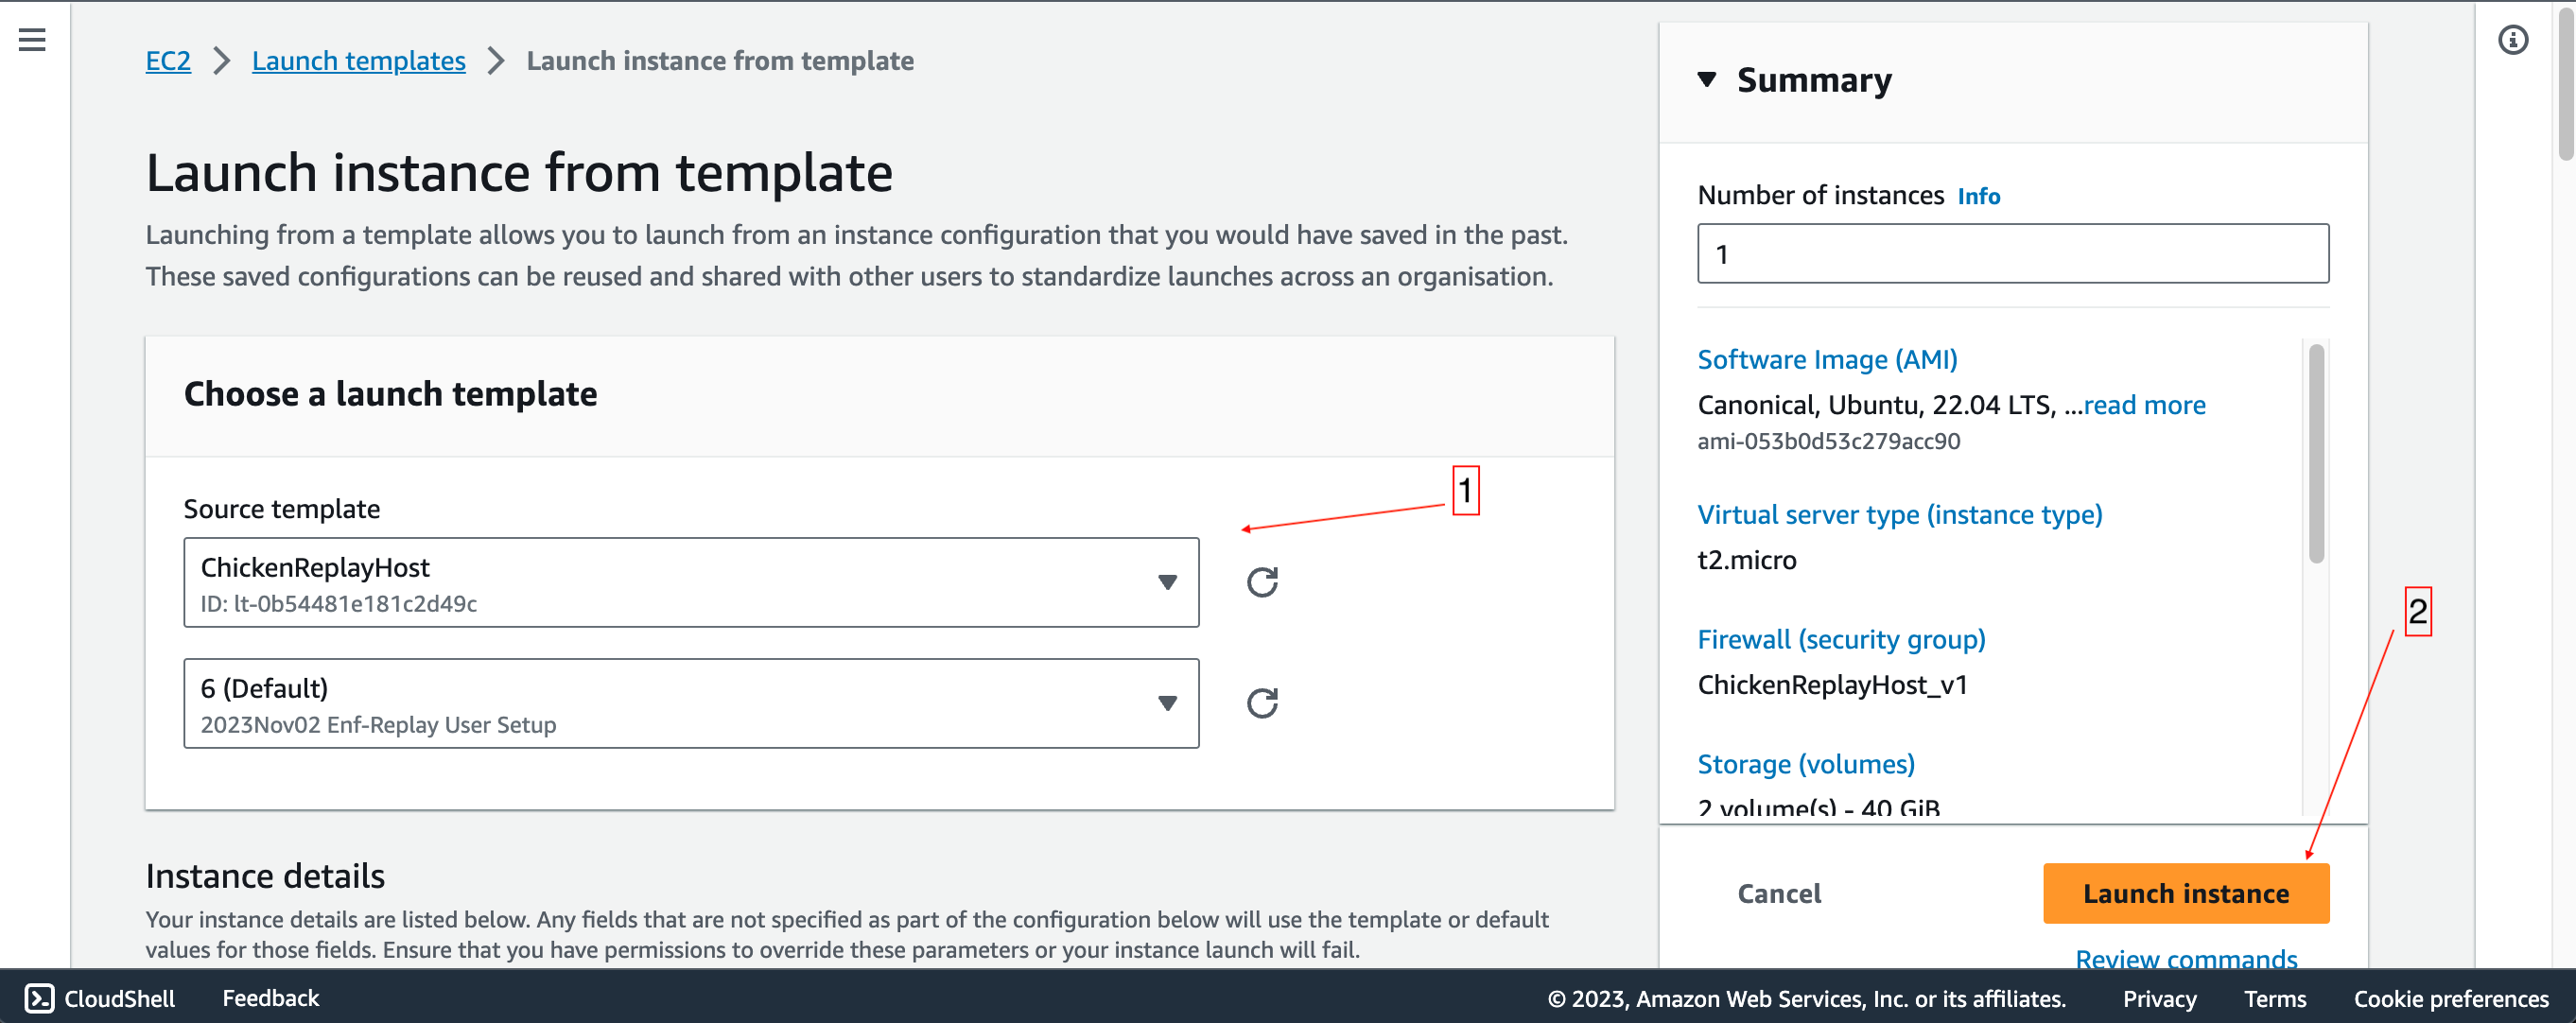 EC2 > Launch templates > Launch instance from template
Launch instance from template
Launching from a template allows you to launch from an instance configuration that you would have saved in the past.
These saved configurations can be reused and shared with other users to standardize launches across an organisation.
Choose a launch template
Source template
ChickenReplayHost
ID: lt-0b54481e181c2d49c
6 (Default)
2023Nov02 Enf-Replay User Setup
1
Instance details
Your instance details are listed below. Any fields that are not specified as part of the configuration below will use the template or default
values for those fields. Ensure that you have permissions to override these parameters or your instance launch will fail.
Summary
Number of instances Info
1
Software Image (AMI)
Canonical, Ubuntu, 22.04 LTS, ...read more
ami-053b0d53c279acc90
Virtual server type (instance type)
t2.micro
Firewall (security group)
ChickenReplayHost_v1
Storage (volumes)
2 volume(s) - 40 GiB
2
Cancel
Launch instance
Review commands
CloudShell
Feedback
© 2023, Amazon Web Services, Inc. or its affiliates.
Privacy
Terms
Cookie preferences